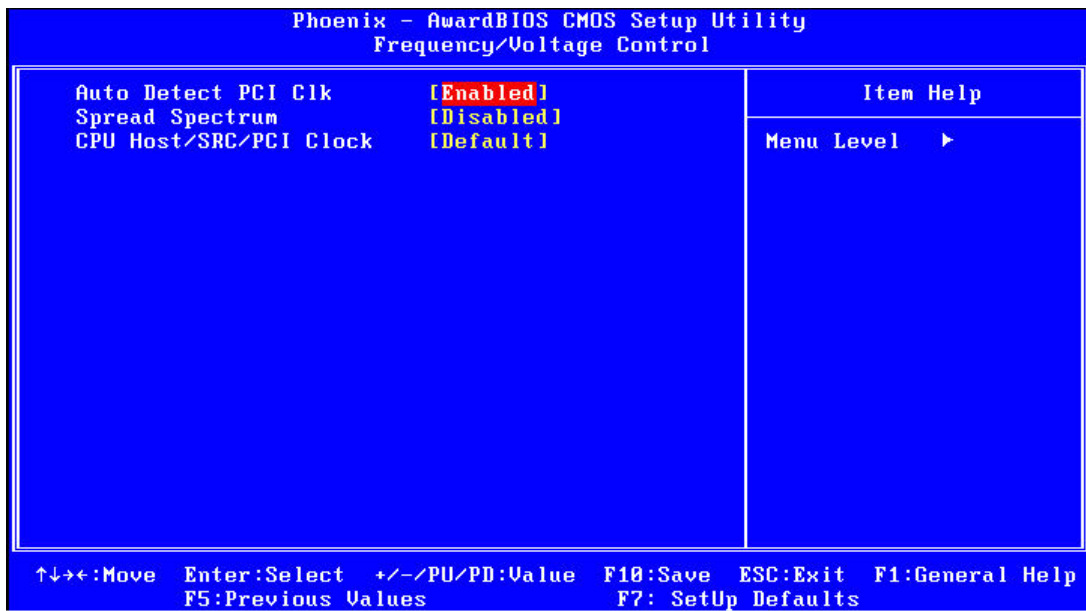 Phoenix - AwardBIOS CMOS Setup Utility
Frequency/Voltage Control
Auto Detect PCI Clk [Enabled]
Spread Spectrum [Disabled]
CPU Host/SRC/PCI Clock [Default]
Item Help
Menu Level ►
↑↓→←:Move Enter:Select +/-/PU/PD:Value F10:Save ESC:Exit F1:General Help
F5:Previous Values F7: SetUp Defaults